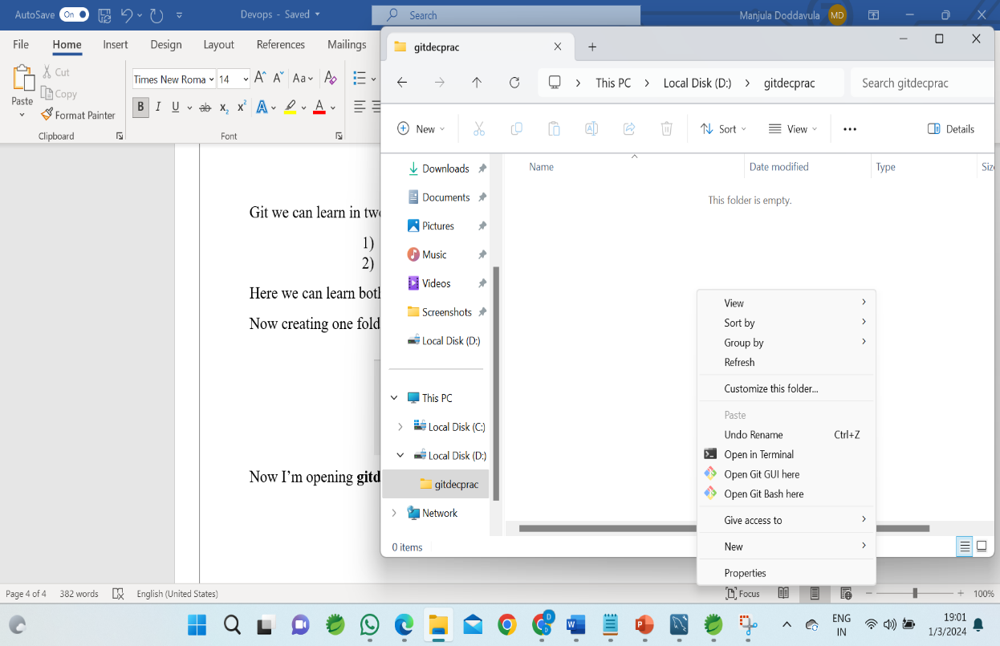 AutoSave On Devops - Saved Search Manjula Doddavula MD
File Home Insert Design Layout References Mailings
Paste
Cut
Copy
Format Painter
Clipboard
Times New Roma 14 A A Aa A
B I U ab x2 x2 A A
Font
Git we can learn in tw
1)
2)
Here we can learn both
Now creating one fold
Now I'm opening gitd
gitdecprac
This PC > Local Disk (D:) > gitdecprac Search gitdecprac
New Sort View ... Details
Downloads
Documents
Pictures
Music
Videos
Screenshots
Local Disk (D:)
This PC
Local Disk (C:)
Local Disk (D:)
gitdecprac
Network
Name Date modified Type Siz
This folder is empty.
View
Sort by
Group by
Refresh
Customize this folder...
Paste
Undo Rename Ctrl+Z
Open in Terminal
Open Git GUI here
Open Git Bash here
Give access to
New
Properties
0 items
Page 4 of 4 382 words English (United States) Focus 100%
D
ENG
IN
19:01
1/3/2024